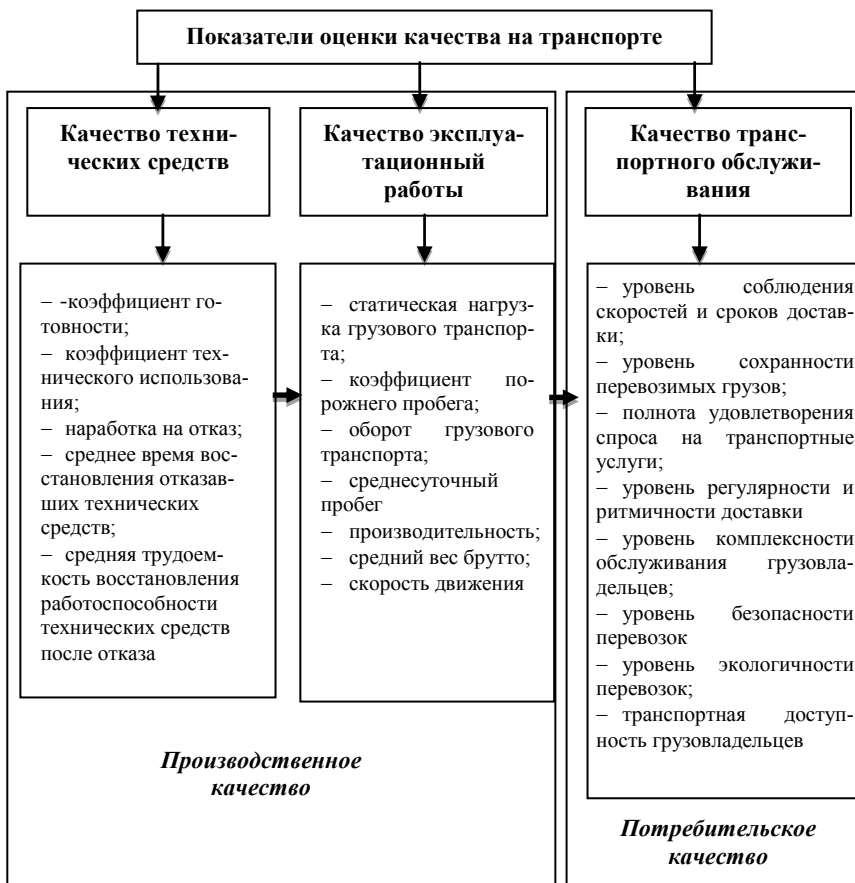 Показатели оценки качества на транспорте
Качество техни-
ческих средств
Качество эксплуа-
тационный
работы
Качество транс-
портного обслужи-
вания
– -коэффициент го-
товности;
– коэффициент тех-
нического использова-
ния;
– наработка на отказ;
– среднее время вос-
становления отказав-
ших технических
средств;
– средняя трудоем-
кость восстановления
работоспособности
технических средств
после отказа
– статическая нагруз-
ка грузового транспор-
та;
– коэффициент по-
рожнего пробега;
– оборот грузового
транспорта;
– среднесуточный
пробег
– производительность;
– средний вес брутто;
– скорость движения
– уровень соблюдения
скоростей и сроков достав-
ки;
– уровень сохранности
перевозимых грузов;
– полнота удовлетворения
спроса на транспортные
услуги;
– уровень регулярности и
ритмичности доставки
– уровень комплексности
обслуживания грузовла-
дельцев;
– уровень безопасности
перевозок
– уровень экологичности
перевозок;
– транспортная доступ-
ность грузовладельцев
Производственное
качество
Потребительское
качество